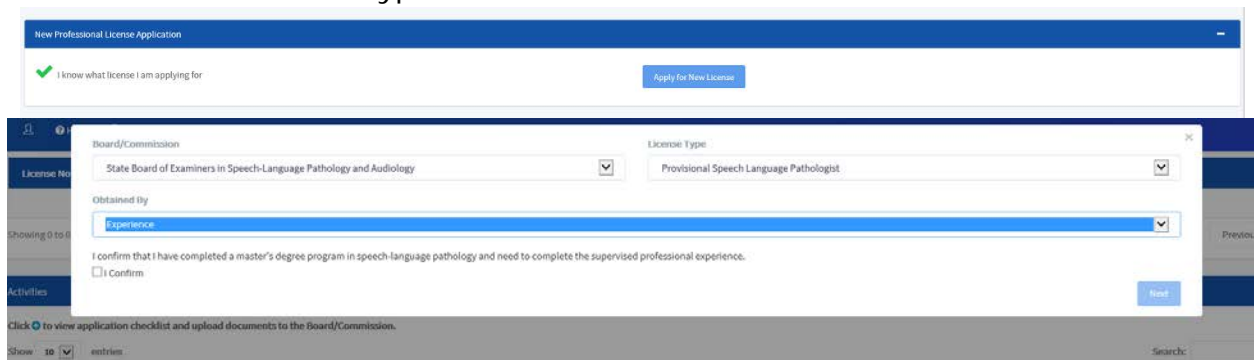 New Professional License Application
I know what license I am applying for
Apply for New License
Board/Commission
License Type
State Board of Examiners in Speech-Language Pathology and Audiology
Provisional Speech Language Pathologist
License No
Obtained By
Experience
Showing 0 to 0
Previou
I confirm that I have completed a master's degree program in speech-language pathology and need to complete the supervised professional experience.
I Confirm
Activities
Next
Click to view application checklist and upload documents to the Board/Commission.
Show 10 entries
Search: